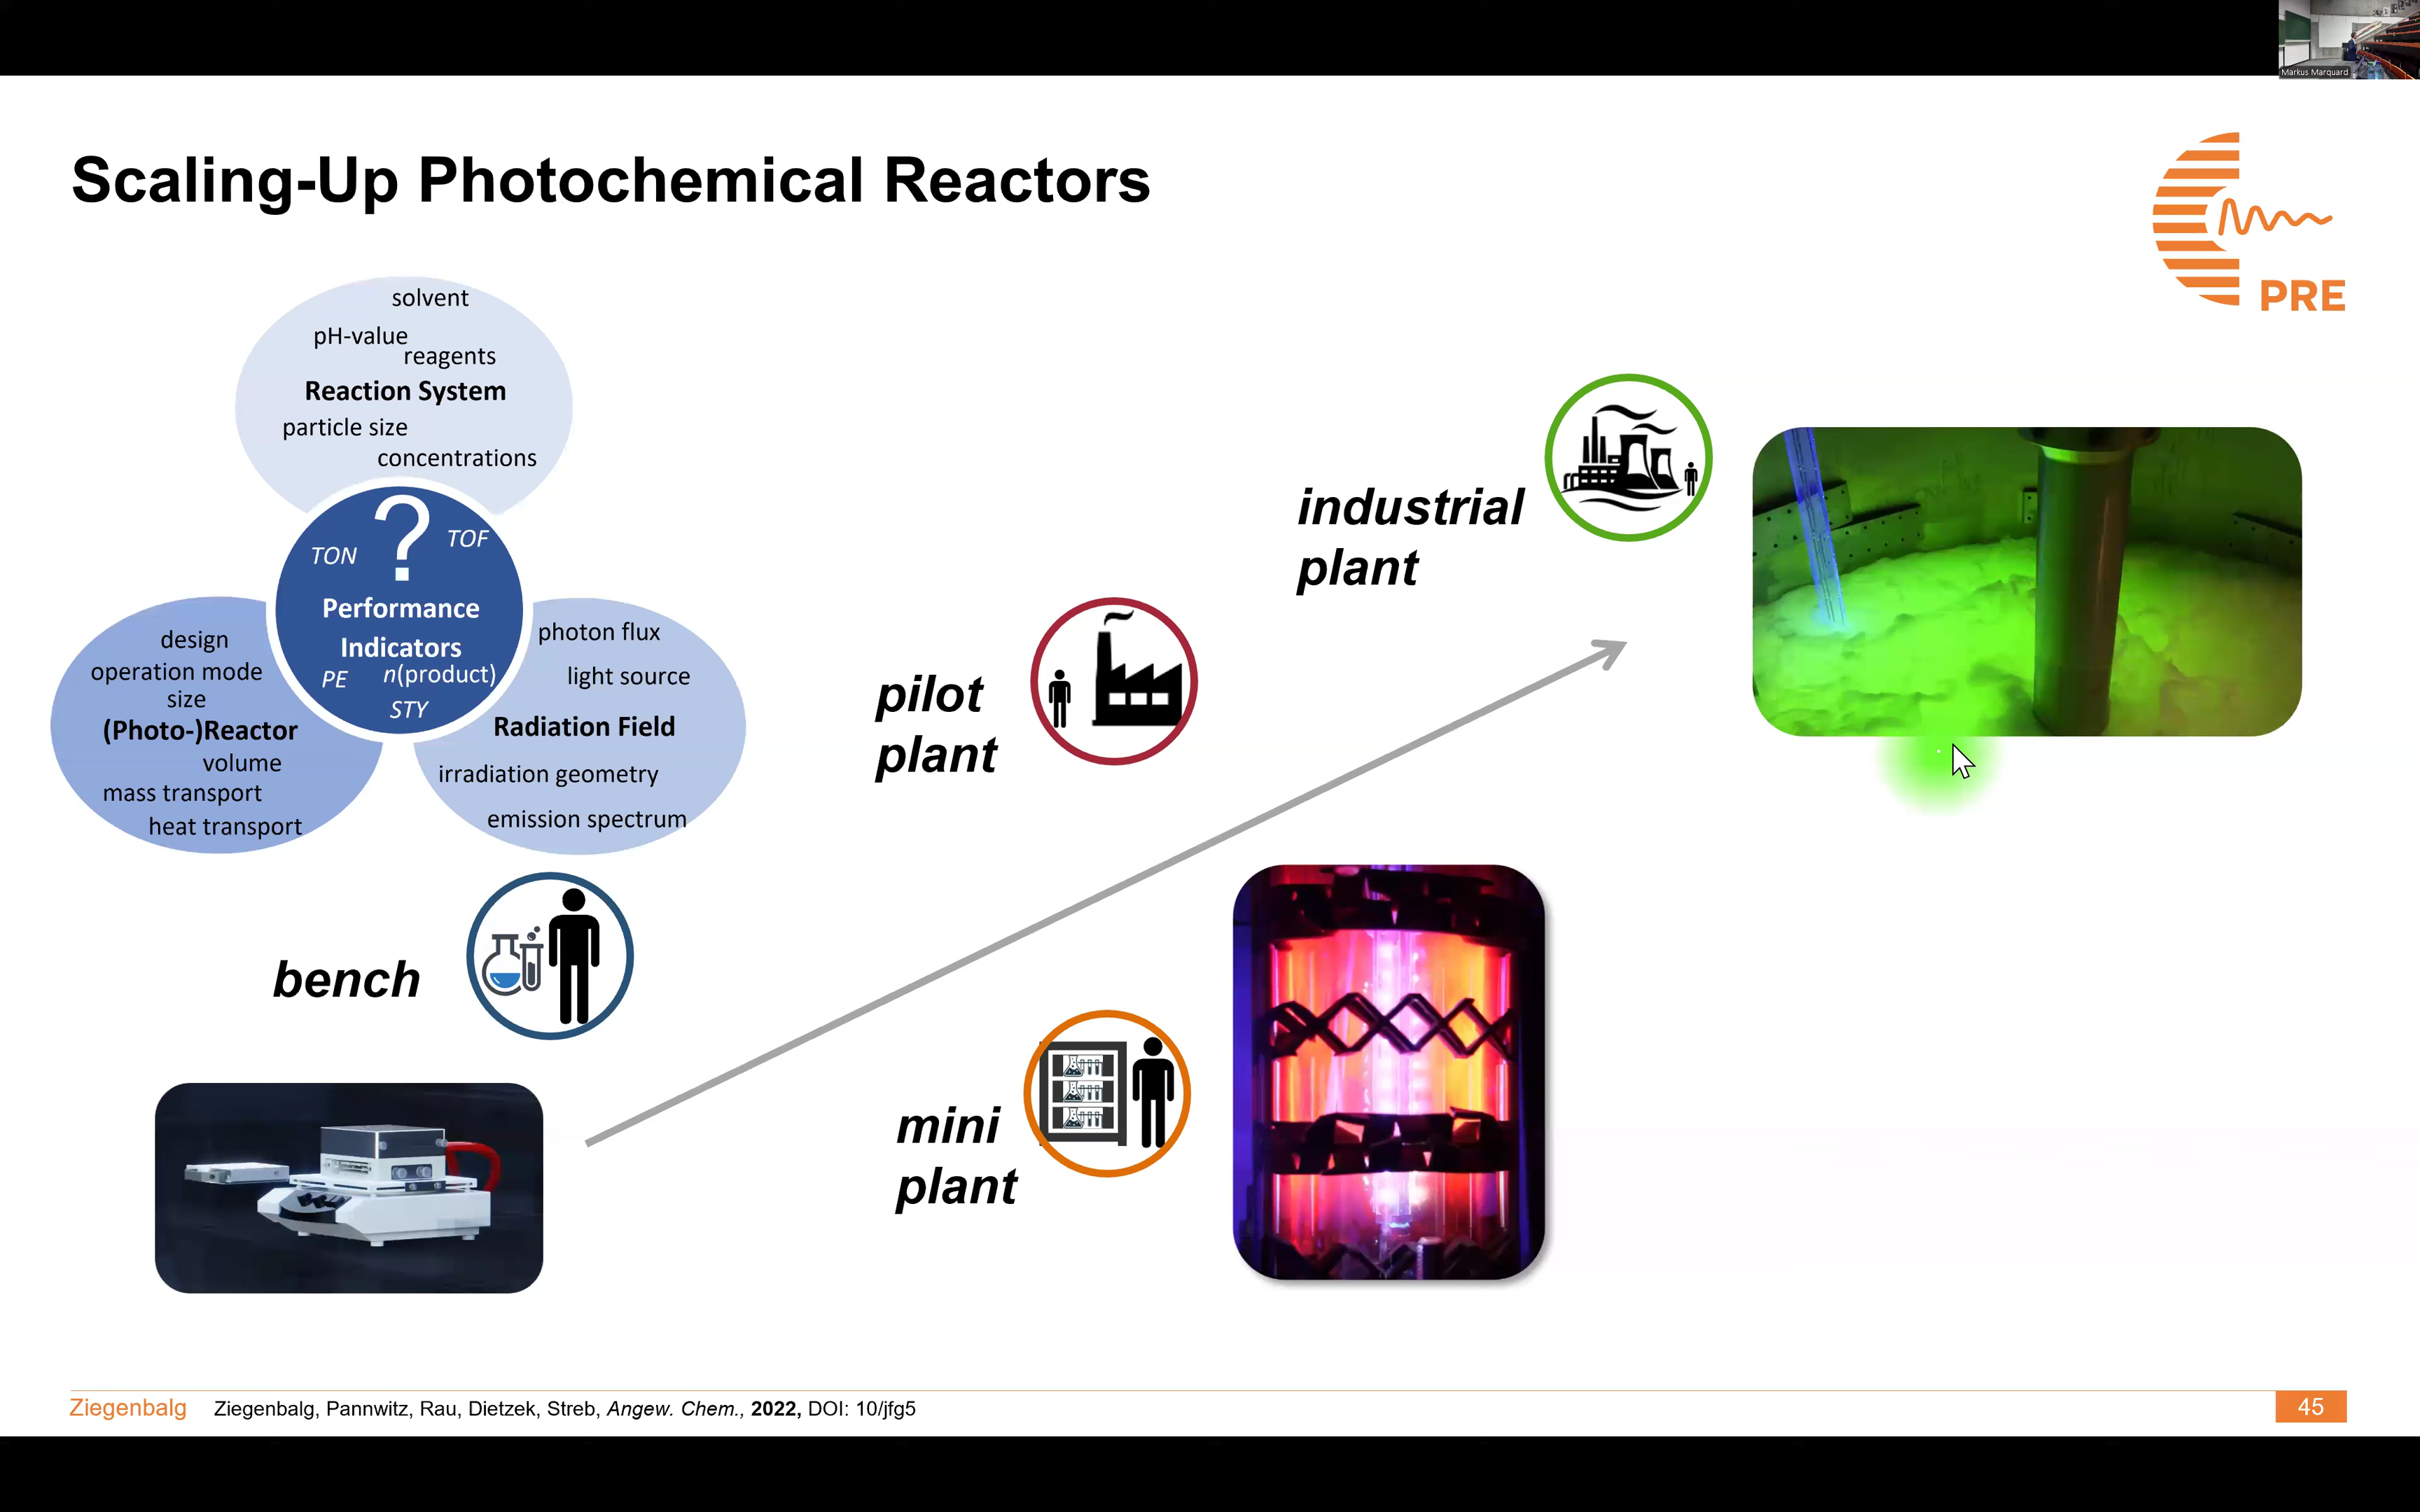 Markus Marquard
Scaling-Up Photochemical Reactors
PRE
solvent
pH-value
reagents
Reaction System
particle size
concentrations
?
TON
TOF
Performance
Indicators
PE
n(product)
STY
design
operation mode
size
(Photo-)Reactor
volume
mass transport
heat transport
photon flux
light source
Radiation Field
irradiation geometry
emission spectrum
bench
pilot
plant
mini
plant
industrial
plant
Ziegenbalg
Ziegenbalg, Pannwitz, Rau, Dietzek, Streb, Angew. Chem., 2022, DOI: 10/jfg5
45